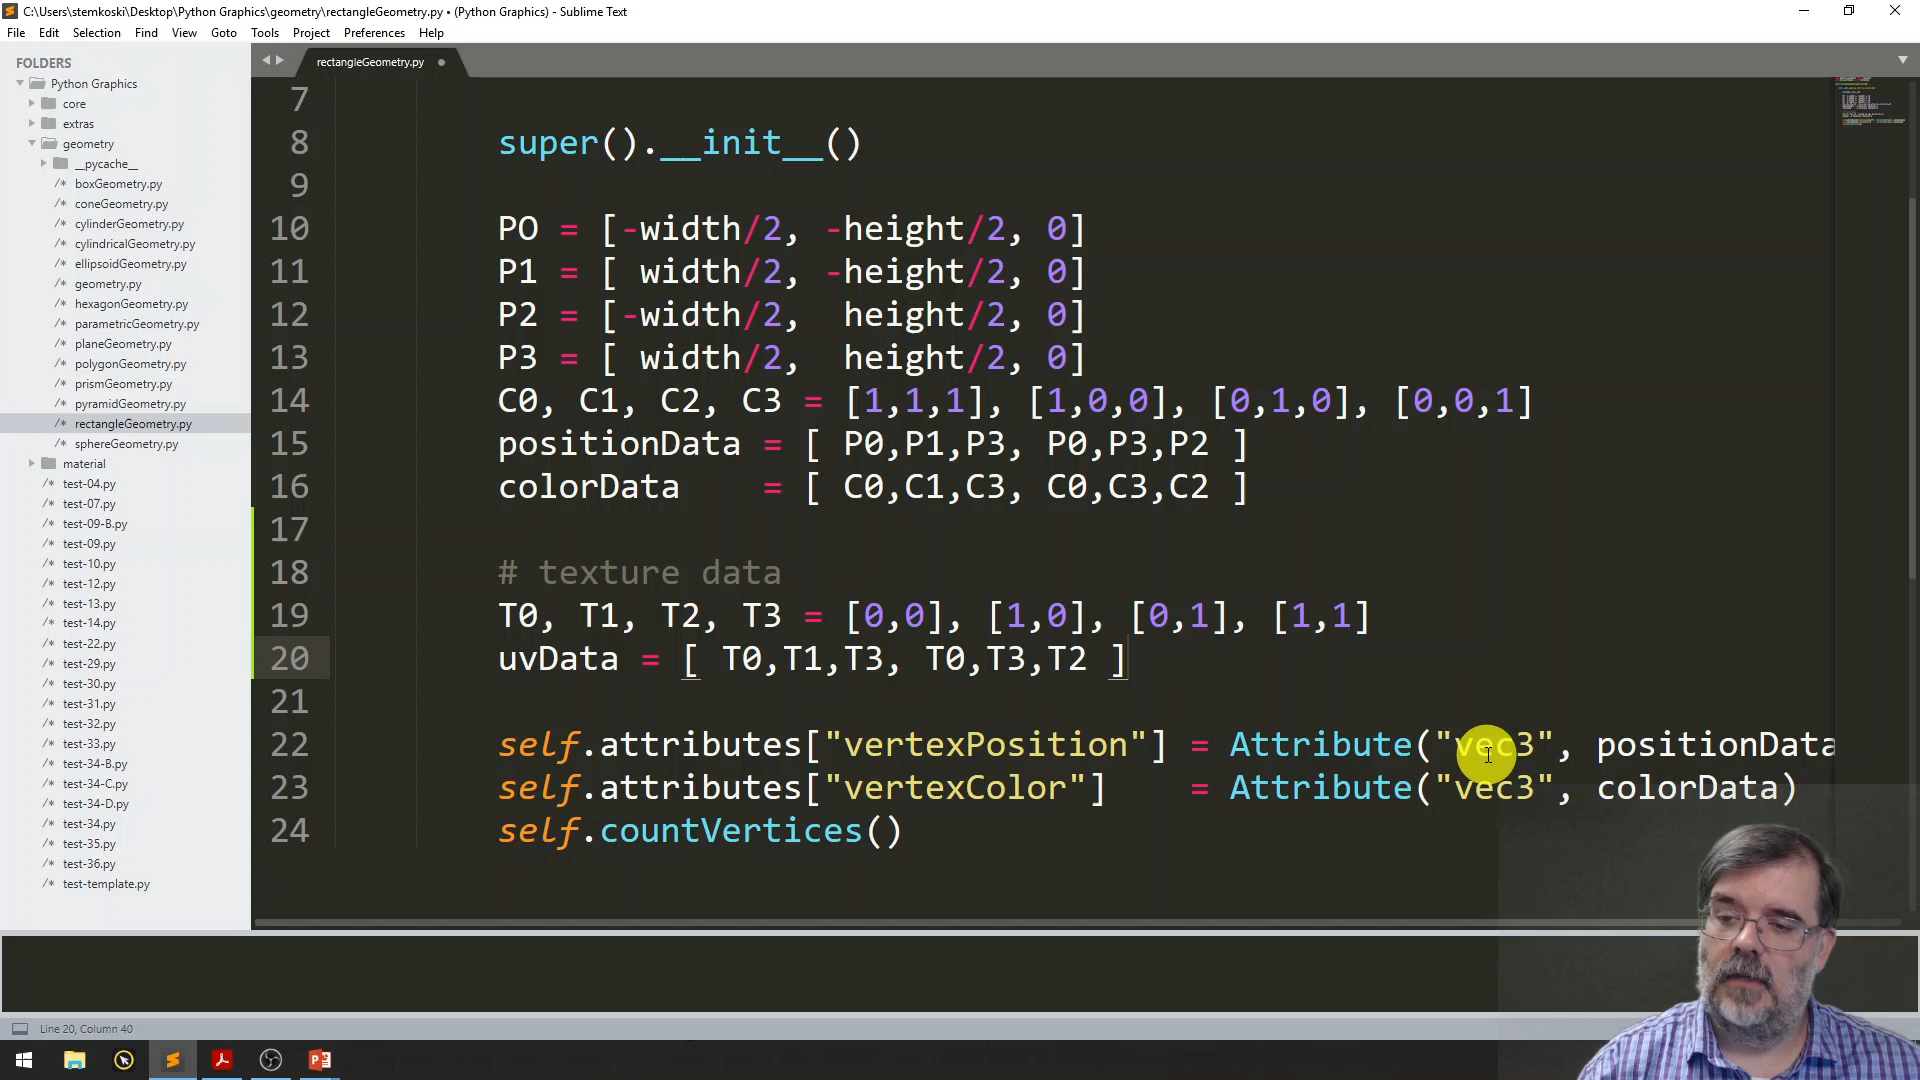 C:\Users\stemkoski\Desktop\Python Graphics\geometry\rectangleGeometry.py • (Python Graphics) - Sublime Text
File Edit Selection Find View Goto Tools Project Preferences Help
FOLDERS
Python Graphics
core
extras
geometry
__pycache__
/* boxGeometry.py
/* coneGeometry.py
/* cylinderGeometry.py
/* cylindricalGeometry.py
/* ellipsoidGeometry.py
/* geometry.py
/* hexagonGeometry.py
/* parametricGeometry.py
/* planeGeometry.py
/* polygonGeometry.py
/* prismGeometry.py
/* pyramidGeometry.py
/* rectangleGeometry.py
/* sphereGeometry.py
material
/* test-04.py
/* test-07.py
/* test-09-B.py
/* test-09.py
/* test-10.py
/* test-12.py
/* test-13.py
/* test-14.py
/* test-22.py
/* test-29.py
/* test-30.py
/* test-31.py
/* test-32.py
/* test-33.py
/* test-34-B.py
/* test-34-C.py
/* test-34-D.py
/* test-34.py
/* test-35.py
/* test-36.py
/* test-template.py
rectangleGeometry.py
7
8 super().__init__()
9
10 P0 = [-width/2, -height/2, 0]
11 P1 = [ width/2, -height/2, 0]
12 P2 = [-width/2,  height/2, 0]
13 P3 = [ width/2,  height/2, 0]
14 C0, C1, C2, C3 = [1,1,1], [1,0,0], [0,1,0], [0,0,1]
15 positionData = [ P0,P1,P3, P0,P3,P2 ]
16 colorData    = [ C0,C1,C3, C0,C3,C2 ]
17
18 # texture data
19 T0, T1, T2, T3 = [0,0], [1,0], [0,1], [1,1]
20 uvData = [ T0,T1,T3, T0,T3,T2 ]
21
22 self.attributes["vertexPosition"] = Attribute("vec3", positionData
23 self.attributes["vertexColor"]    = Attribute("vec3", colorData)
24 self.countVertices()
Line 20, Column 40